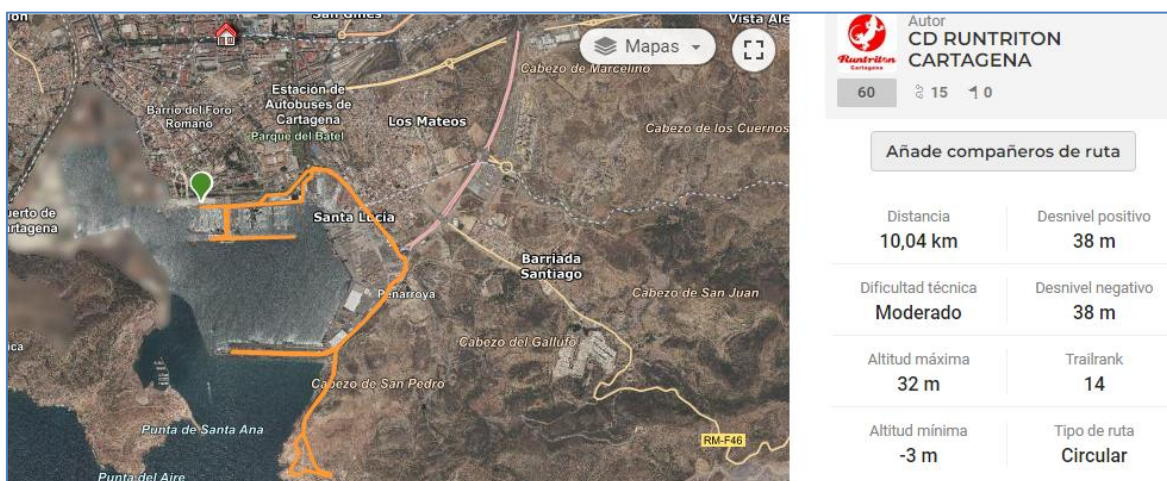 San Ginés
Vista Ale
Mapas
Cabezo de Marcelino
Estación de
Autobuses de
Cartagena
Barrio del Foro
Romano
Parque del Batel
Los Mateos
Cabezo de los Cuernos
Puerto de
Cartagena
Santa Lucía
Barriada
Santiago
Peñarroya
Cabezo de San Juan
Cabezo del Gallufo
Cabezo de San Pedro
Punta de Santa Ana
RM-F46
Punta del Aire
Runtriton
Cartagena
Autor
CD RUNTRITON
CARTAGENA
60 15 0
Añade compañeros de ruta
Distancia
10,04 km
Desnivel positivo
38 m
Dificultad técnica
Moderado
Desnivel negativo
38 m
Altitud máxima
32 m
Trailrank
14
Altitud mínima
-3 m
Tipo de ruta
Circular